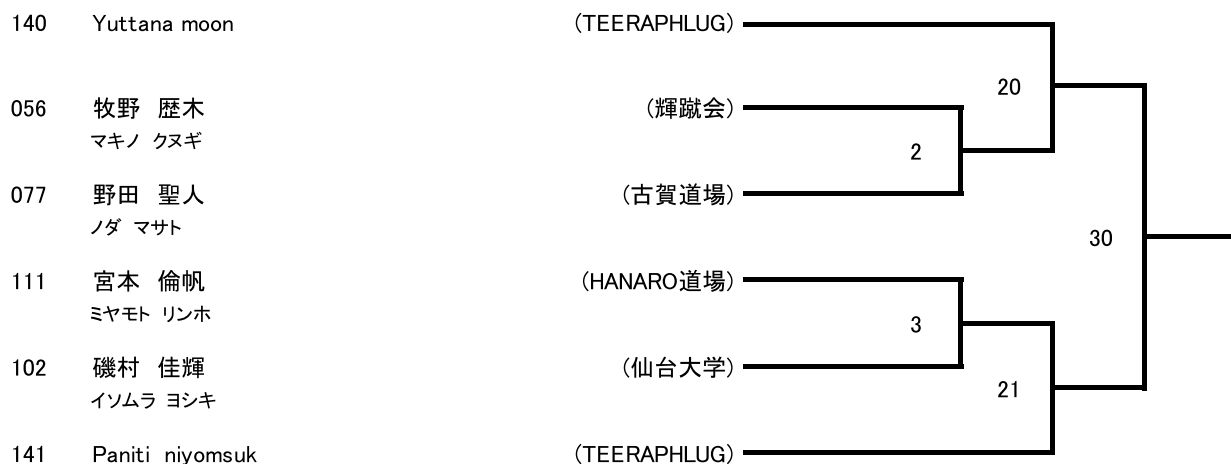 140 Yuttana moon (TEERAPHLUG)
20
056 牧野 歴木 (輝蹴会)
マキノ クヌギ
2
077 野田 聖人 (古賀道場)
ノダ マサト
30
111 宮本 倫帆 (HANARO道場)
ミヤモト リンホ
3
102 磯村 佳輝 (仙台大学)
イソムラ ヨシキ
21
141 Paniti niyomsuk (TEERAPHLUG)